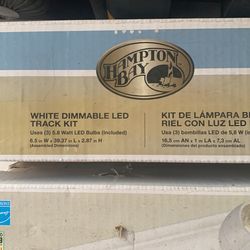 HAMPTON
BAY
WHITE DIMMABLE LED
TRACK KIT
Uses (3) 5.8 Watt LED Bulbs (included)
6.5 in W x 39.37 in L x 2.87 in H
(Assembled Dimensions)
KIT DE LÁMPARA B
RIEL CON LUZ LED
Usa (3) bombillas LED de 5,8 W (i
16,5 cm AN x 1 m LA x 7,3 cm AL
(Dimensiones del producto ensamblado)